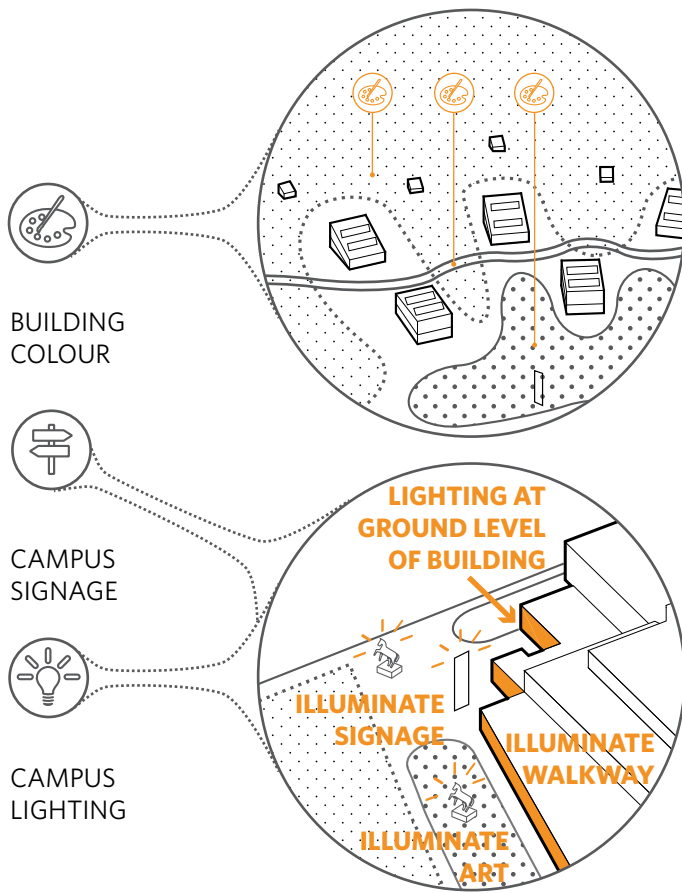 BUILDING
COLOUR
CAMPUS
SIGNAGE
CAMPUS
LIGHTING
LIGHTING AT
GROUND LEVEL
OF BUILDING
ILLUMINATE
SIGNAGE
ILLUMINATE
WALKWAY
ILLUMINATE
ART